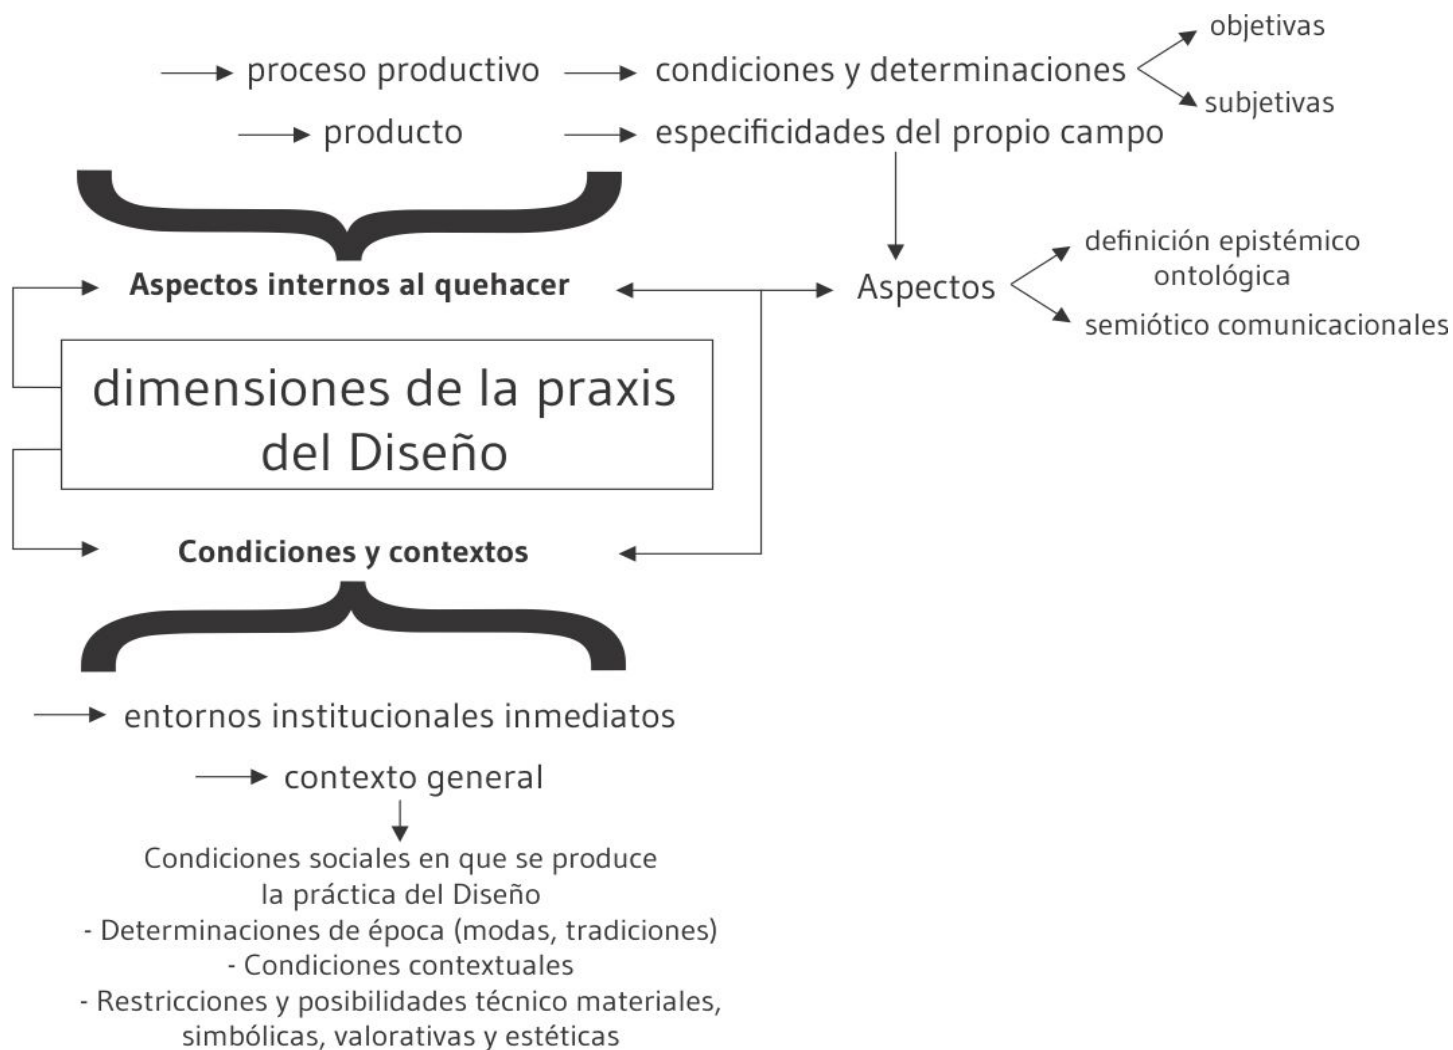 objetivas
proceso productivo
condiciones y determinaciones
subjetivas
producto
especificidades del propio campo
definición epistémico
ontológica
Aspectos internos al quehacer
Aspectos
semiótico comunicacionales
dimensiones de la praxis
del Diseño
Condiciones y contextos
entornos institucionales inmediatos
contexto general
Condiciones sociales en que se produce
la práctica del Diseño
- Determinaciones de época (modas, tradiciones)
- Condiciones contextuales
- Restricciones y posibilidades técnico materiales,
simbólicas, valorativas y estéticas